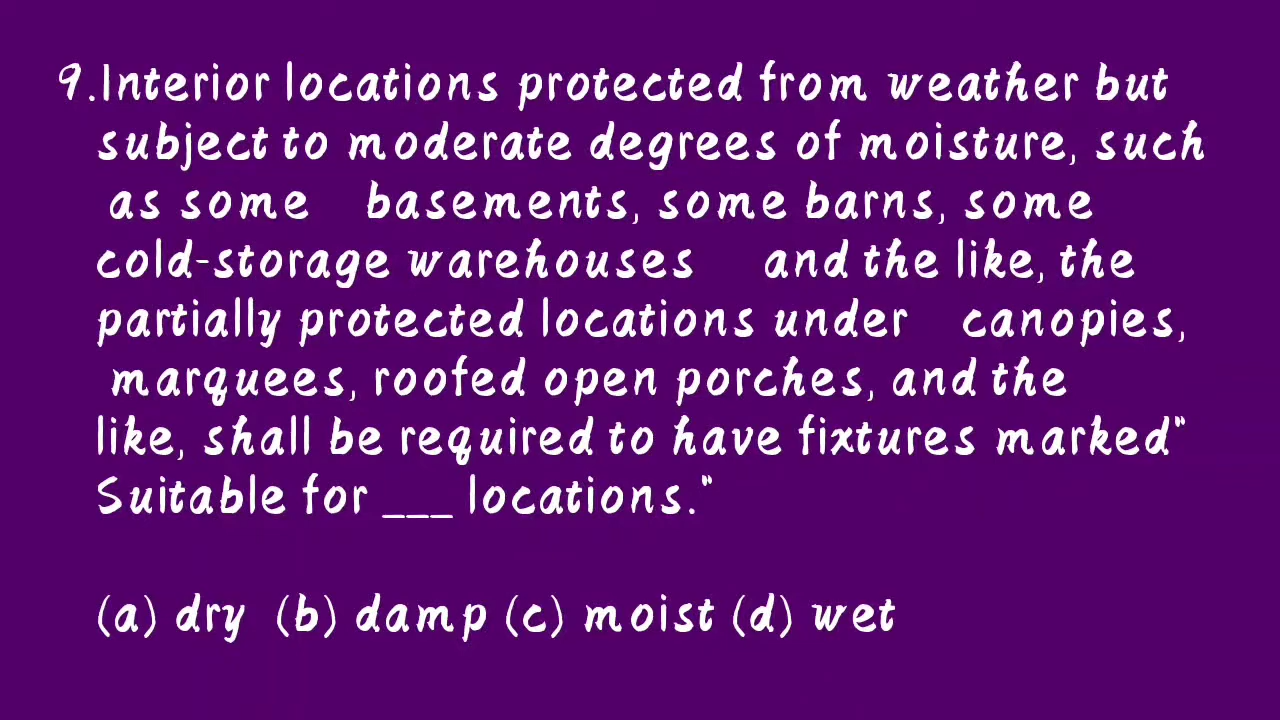 9.Interior locations protected from weather but
subject to moderate degrees of moisture, such
as some basements, some barns, some
cold-storage warehouses and the like, the
partially protected locations under canopies,
marquees, roofed open porches, and the
like, shall be required to have fixtures marked"
Suitable for ___ locations."
(a) dry (b) damp (c) moist (d) wet